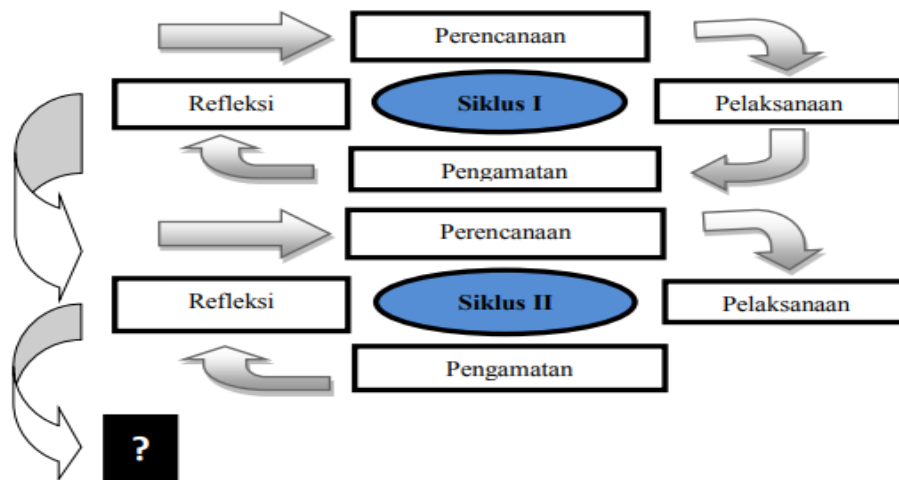 Perencanaan
Refleksi
Siklus I
Pelaksanaan
Pengamatan
Perencanaan
Refleksi
Siklus II
Pelaksanaan
Pengamatan
?